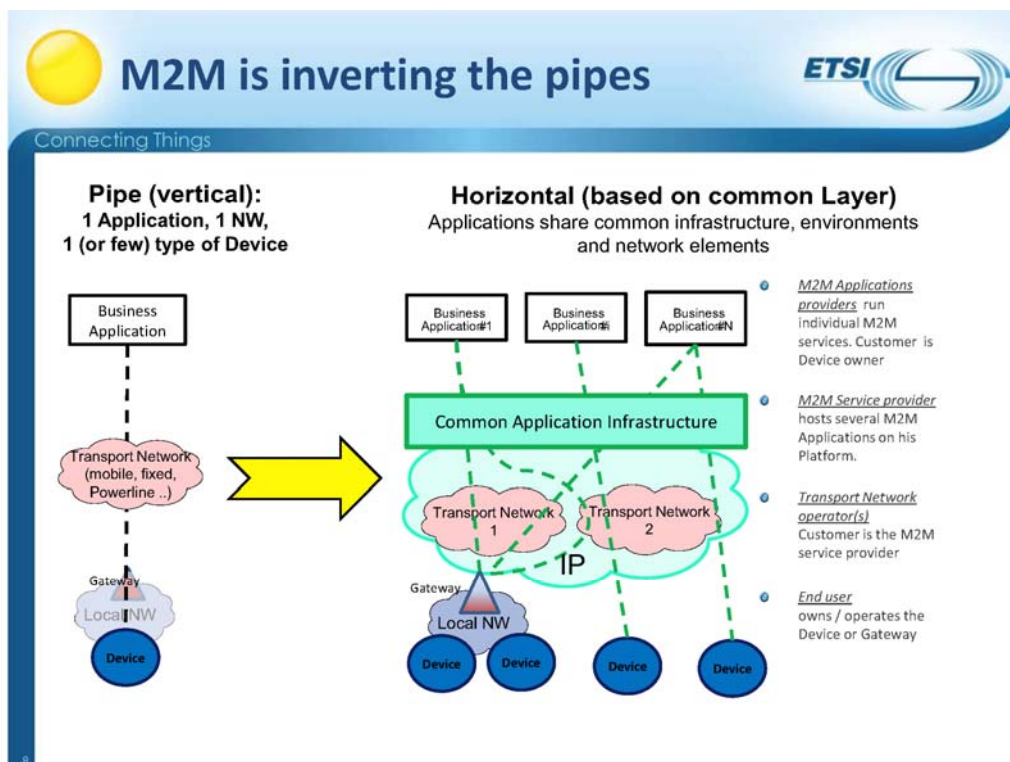 M2M is inverting the pipes
ETSI
Connecting Things
Pipe (vertical):
1 Application, 1 NW,
1 (or few) type of Device
Horizontal (based on common Layer)
Applications share common infrastructure, environments
and network elements
Business
Application
Transport Network
(mobile, fixed,
Powerline ..)
Gateway
Local NW
Device
Business
Application#1
Business
Application#i
Business
Application#N
Common Application Infrastructure
Transport Network
1
Transport Network
2
IP
Gateway
Local NW
Device
Device
Device
Device
M2M Applications
providers run
individual M2M
services. Customer is
Device owner
M2M Service provider
hosts several M2M
Applications on his
Platform.
Transport Network
operator(s)
Customer is the M2M
service provider
End user
owns / operates the
Device or Gateway